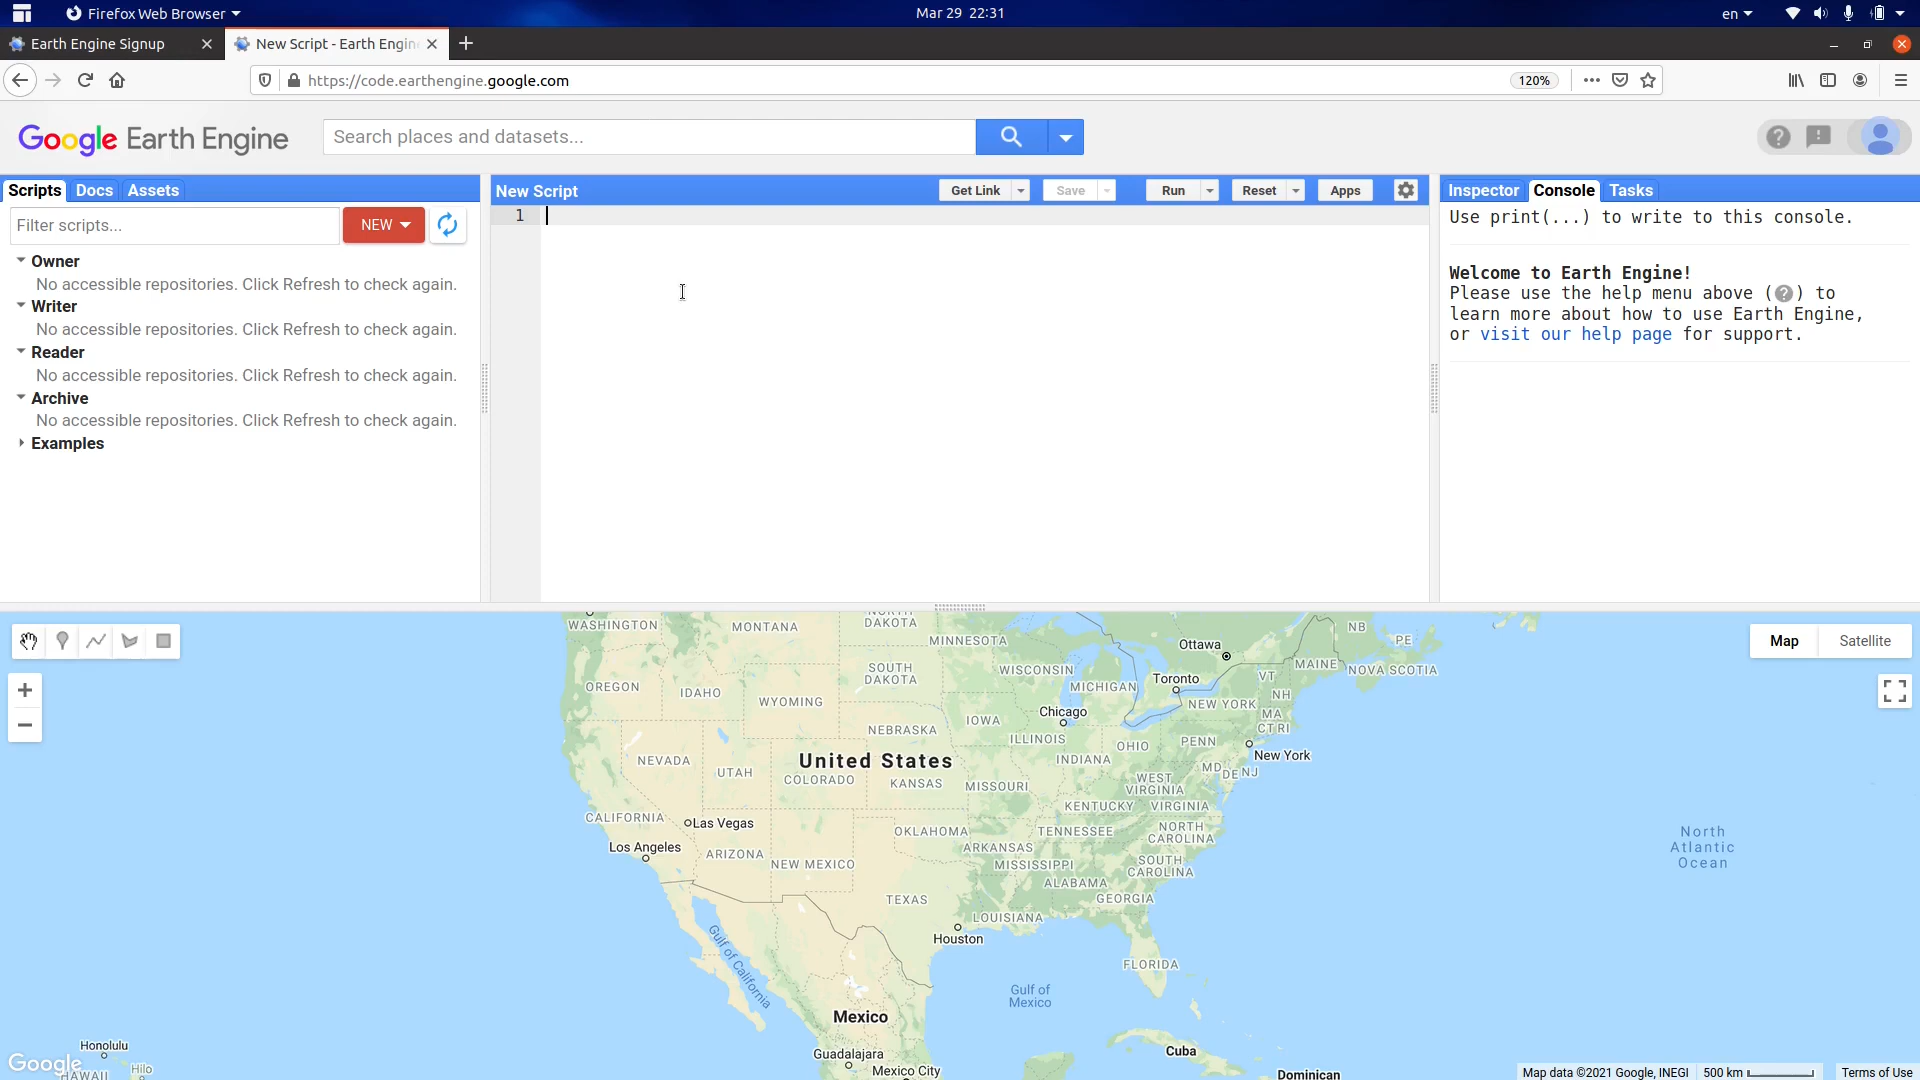 Firefox Web Browser
Mar 29 22:31
en
Earth Engine Signup
New Script - Earth Engin
https://code.earthengine.google.com
120%
Google Earth Engine
Search places and datasets...
Scripts Docs Assets
Filter scripts...
NEW
Owner
No accessible repositories. Click Refresh to check again.
Writer
No accessible repositories. Click Refresh to check again.
Reader
No accessible repositories. Click Refresh to check again.
Archive
No accessible repositories. Click Refresh to check again.
Examples
New Script
Get Link
Save
Run
Reset
Apps
1
Inspector Console Tasks
Use print(...) to write to this console.
Welcome to Earth Engine!
Please use the help menu above (?) to
learn more about how to use Earth Engine,
or visit our help page for support.
Map
Satellite
WASHINGTON
MONTANA
NORTH
DAKOTA
MINNESOTA
Ottawa
NB
PE
MAINE
NOVA SCOTIA
OREGON
IDAHO
WYOMING
SOUTH
DAKOTA
WISCONSIN
MICHIGAN
Toronto
VT
NH
NEW YORK
MA
CT RI
Chicago
IOWA
NEBRASKA
ILLINOIS
INDIANA
OHIO
PENN
New York
NEVADA
UTAH
United States
COLORADO
KANSAS
MISSOURI
WEST
VIRGINIA
MD
DE
NJ
KENTUCKY
VIRGINIA
CALIFORNIA
Las Vegas
Los Angeles
ARIZONA
NEW MEXICO
OKLAHOMA
ARKANSAS
TENNESSEE
NORTH
CAROLINA
MISSISSIPPI
SOUTH
CAROLINA
ALABAMA
GEORGIA
TEXAS
LOUISIANA
Houston
FLORIDA
North
Atlantic
Ocean
Gulf of California
Gulf of
Mexico
Mexico
Guadalajara
Mexico City
Cuba
Dominican
Honolulu
Hilo
HAWAII
Google
Map data ©2021 Google, INEGI
500 km
Terms of Use